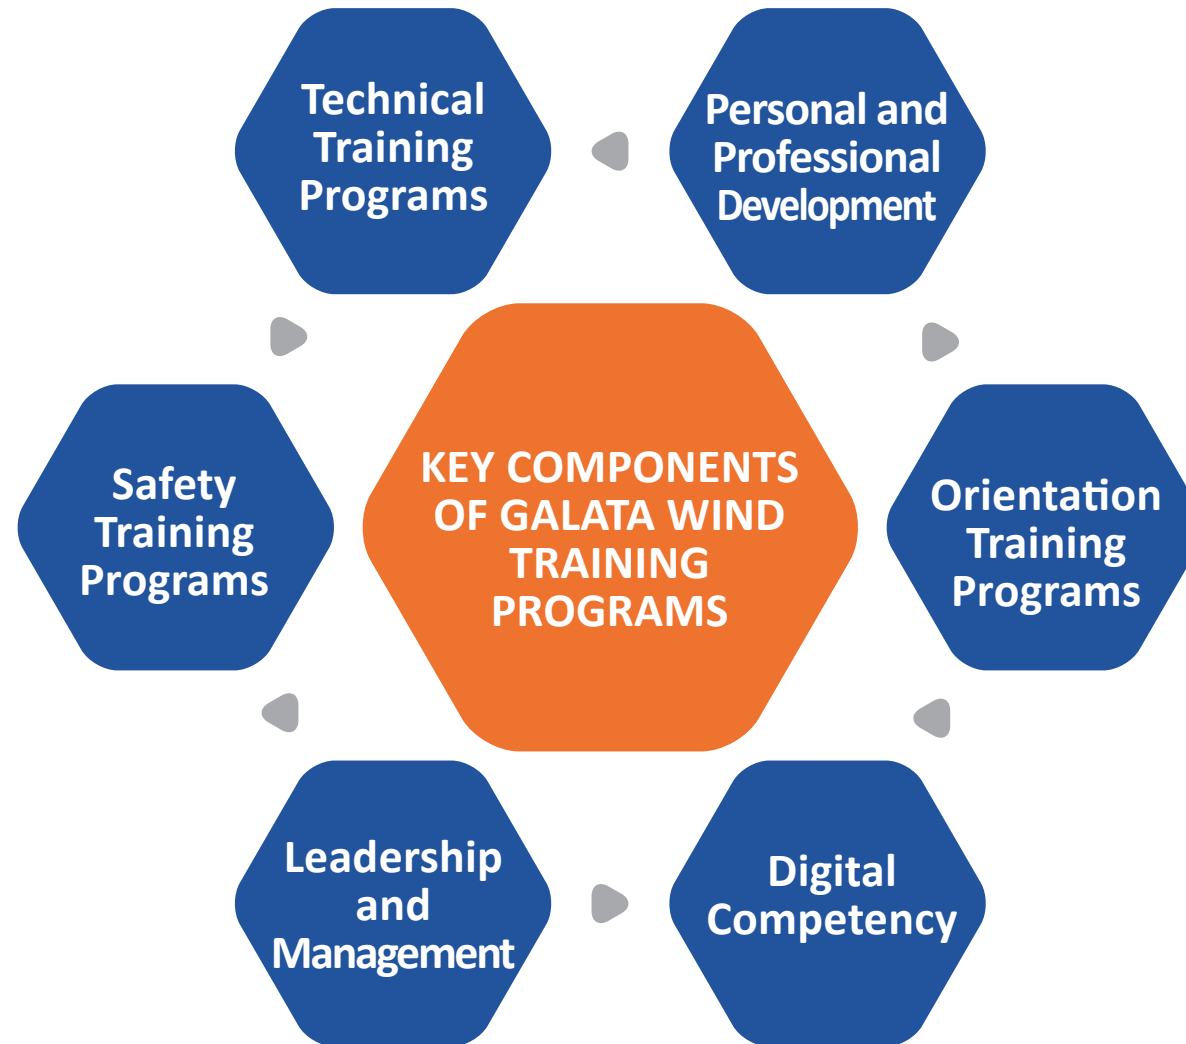 Technical
Training
Programs
Personal and
Professional
Development
Safety
Training
Programs
KEY COMPONENTS
OF GALATA WIND
TRAINING
PROGRAMS
Orientation
Training
Programs
Leadership
and
Management
Digital
Competency